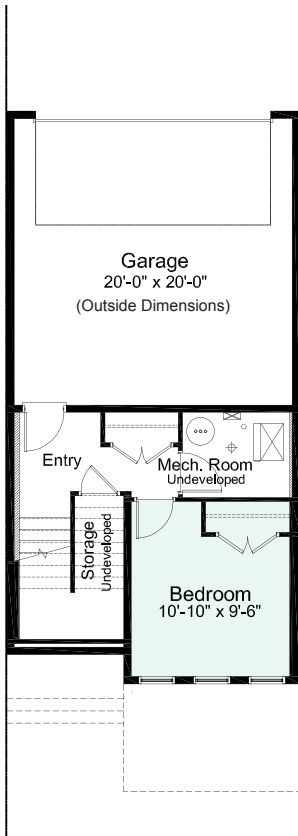 Garage
20'-0" x 20'-0"
(Outside Dimensions)
Entry
Mech. Room
Undeveloped
Storage
Undeveloped
Bedroom
10'-10" x 9'-6"